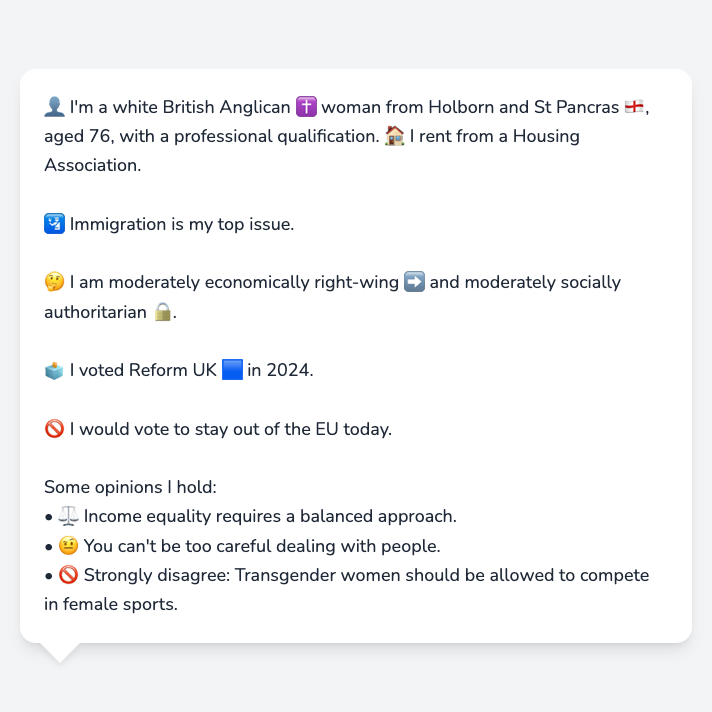 👤 I'm a white British Anglican ✝️ woman from Holborn and St Pancras 🏴󠁧󠁢󠁥󠁮󠁧󠁿,
aged 76, with a professional qualification. 🏠 I rent from a Housing
Association.
🛂 Immigration is my top issue.
🤔 I am moderately economically right-wing ➡️ and moderately socially
authoritarian 🔒.
🗳️ I voted Reform UK 🟦 in 2024.
🚫 I would vote to stay out of the EU today.
Some opinions I hold:
• ⚖️ Income equality requires a balanced approach.
• 🤨 You can't be too careful dealing with people.
• 🚫 Strongly disagree: Transgender women should be allowed to compete
in female sports.